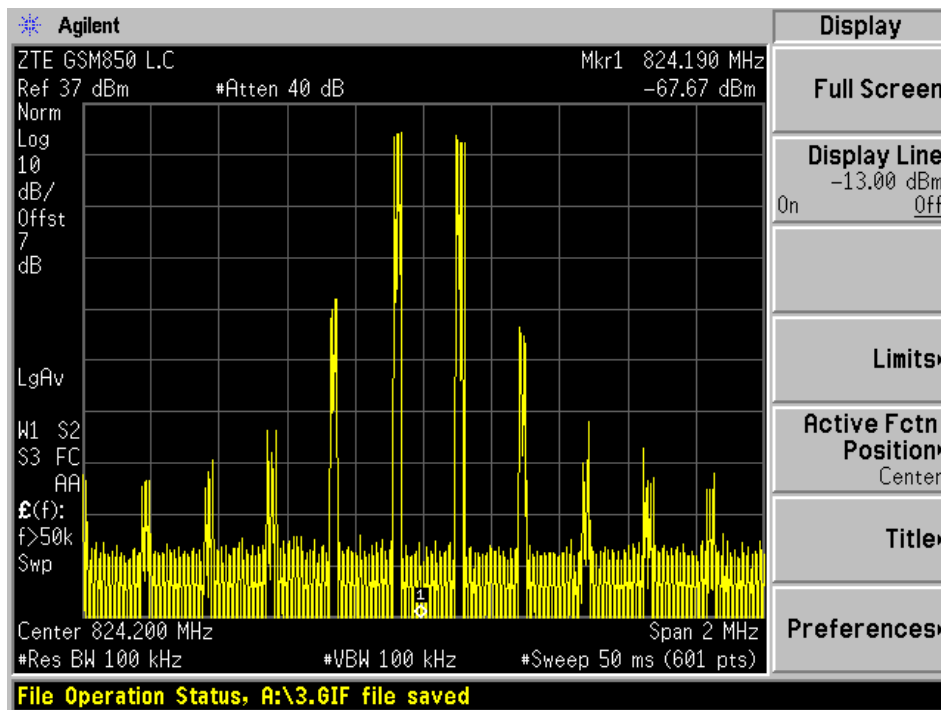 Agilent
Display
ZTE GSM850 L.C
Mkr1 824.190 MHz
Ref 37 dBm #Atten 40 dB -67.67 dBm
Norm
Log
10
dB/
Offst
7
dB
LgAv
W1 S2
S3 FC
AA
£(f):
f>50k
Swp
1
Center 824.200 MHz Span 2 MHz
#Res BW 100 kHz #VBW 100 kHz #Sweep 50 ms (601 pts)
File Operation Status, A:\3.GIF file saved
Full Screen
Display Line
-13.00 dBm
On Off
Limits
Active Fctn
Position
Center
Title
Preferences